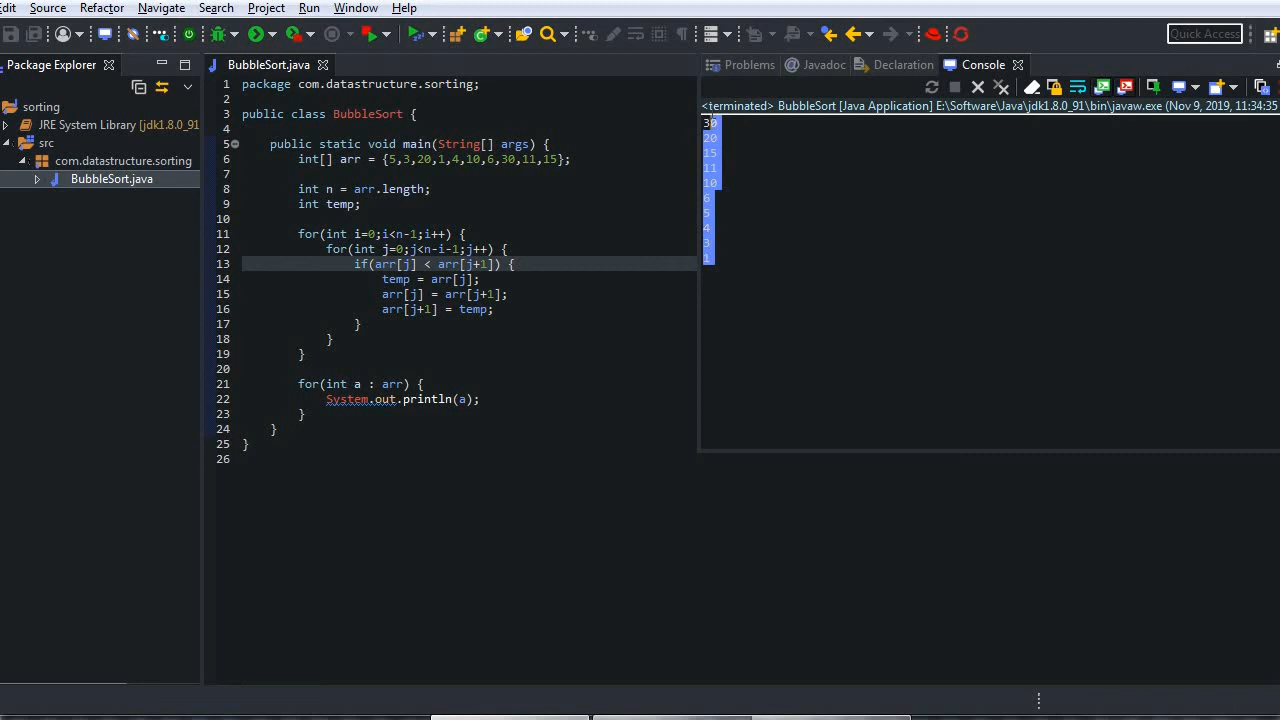 Edit Source Refactor Navigate Search Project Run Window Help
Quick Access
Package Explorer
sorting
JRE System Library [jdk1.8.0_91]
src
com.datastructure.sorting
BubbleSort.java
BubbleSort.java
1 package com.datastructure.sorting;
2
3 public class BubbleSort {
4
5 public static void main(String[] args) {
6 int[] arr = {5,3,20,1,4,10,6,30,11,15};
7
8 int n = arr.length;
9 int temp;
10
11 for(int i=0;i<n-1;i++) {
12 for(int j=0;j<n-i-1;j++) {
13 if(arr[j] < arr[j+1]) {
14 temp = arr[j];
15 arr[j] = arr[j+1];
16 arr[j+1] = temp;
17 }
18 }
19 }
20
21 for(int a : arr) {
22 System.out.println(a);
23 }
24 }
25 }
26
Problems Javadoc Declaration Console
<terminated> BubbleSort [Java Application] E:\Software\Java\jdk1.8.0_91\bin\javaw.exe (Nov 9, 2019, 11:34:35
30
20
15
11
10
6
5
4
3
1